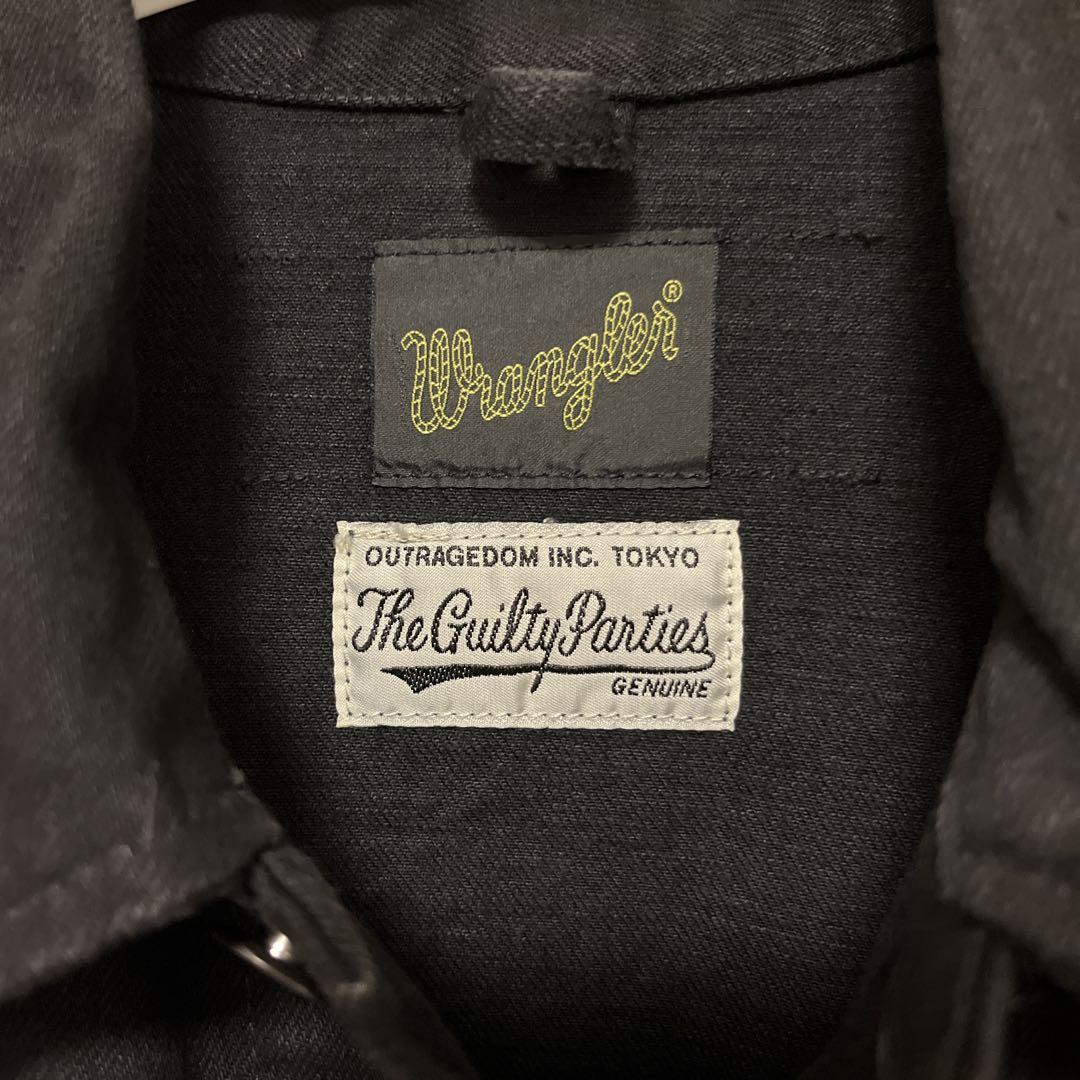 Wrangler®
OUTRAGEDOM INC. TOKYO
The Guilty Parties
GENUINE